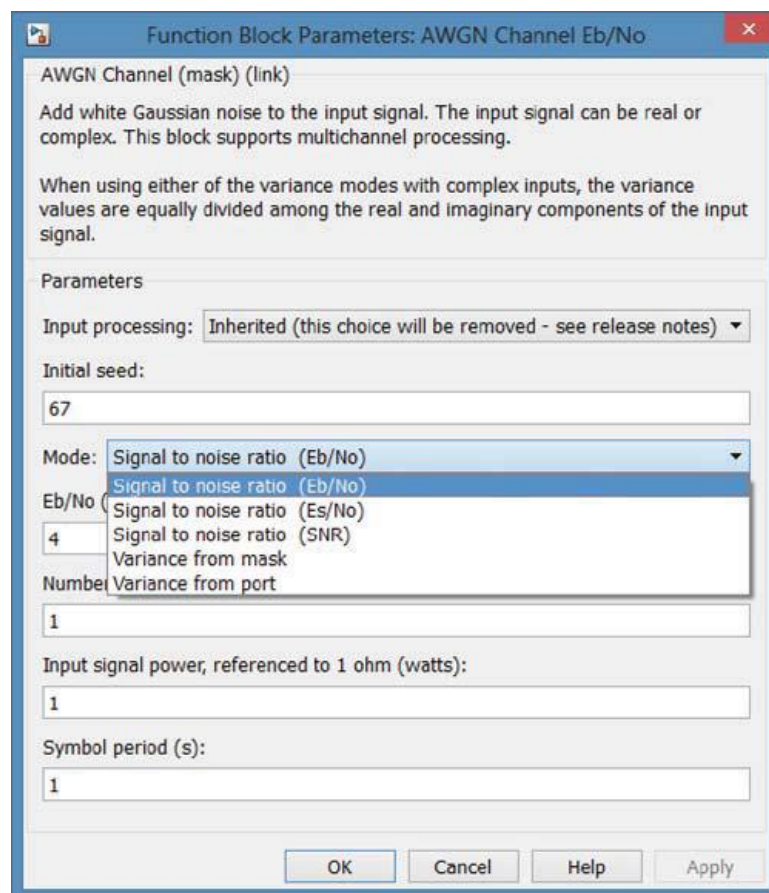 Function Block Parameters: AWGN Channel Eb/No
AWGN Channel (mask) (link)
Add white Gaussian noise to the input signal. The input signal can be real or
complex. This block supports multichannel processing.
When using either of the variance modes with complex inputs, the variance
values are equally divided among the real and imaginary components of the input
signal.
Parameters
Input processing: Inherited (this choice will be removed - see release notes)
Initial seed:
67
Mode: Signal to noise ratio (Eb/No)
Signal to noise ratio (Eb/No)
Eb/No (
Signal to noise ratio (Es/No)
4
Signal to noise ratio (SNR)
Variance from mask
Number
Variance from port
1
Input signal power, referenced to 1 ohm (watts):
1
Symbol period (s):
1
OK Cancel Help Apply